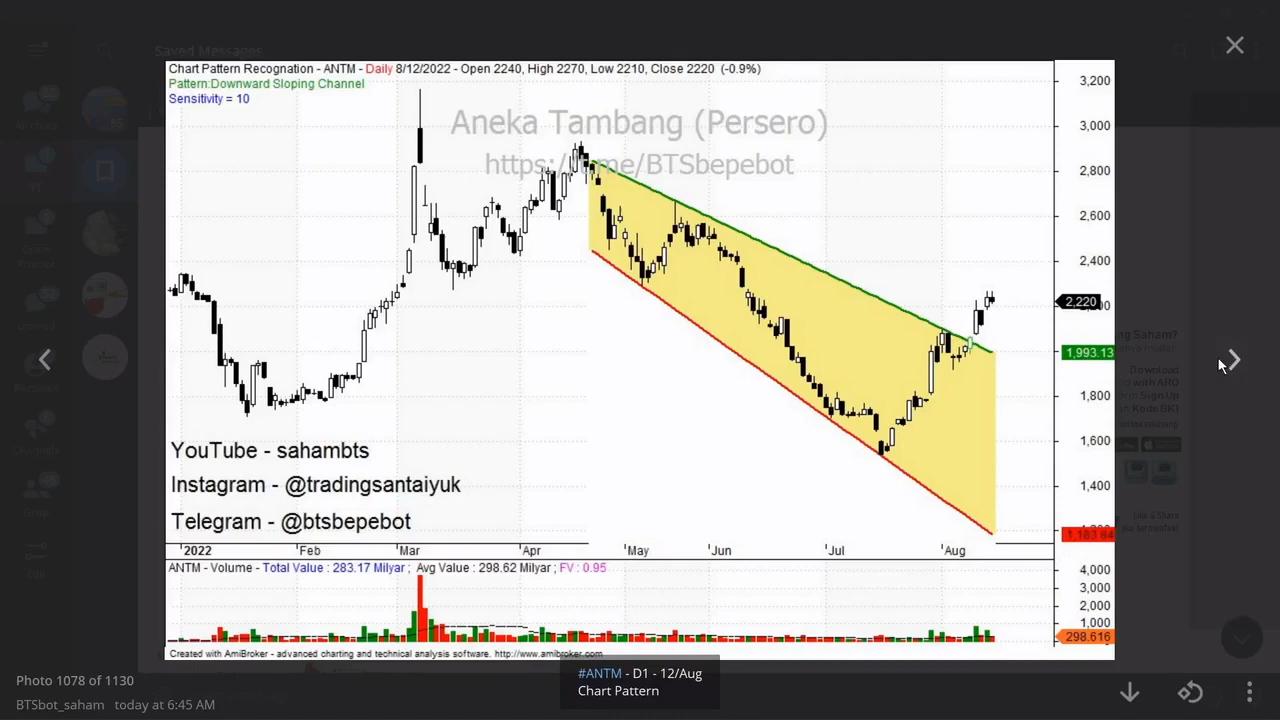 Saved Messages
Chart Pattern Recognation - ANTM - Daily 8/12/2022 - Open 2240, High 2270, Low 2210, Close 2220 (-0.9%)
Pattern:Downward Sloping Channel
Sensitivity = 10
Aneka Tambang (Persero)
3,200
3,000
2,800
2,600
2,400
2,220
1,993.13
1,800
1,600
1,400
1,183.84
YouTube - sahambts
Instagram - @tradingsantaiyuk
Telegram - @btsbepebot
2022 Feb Mar Apr May Jun Jul Aug
ANTM - Volume - Total Value : 283.17 Milyar ; Avg Value : 298.62 Milyar ; FV : 0.95
4,000
3,000
2,000
1,000
298.616
Created with AmiBroker - advanced charting and technical analysis software. http://www.amibroker.com
#ANTM - D1 - 12/Aug
Chart Pattern
Photo 1078 of 1130
BTSbot_saham today at 6:45 AM